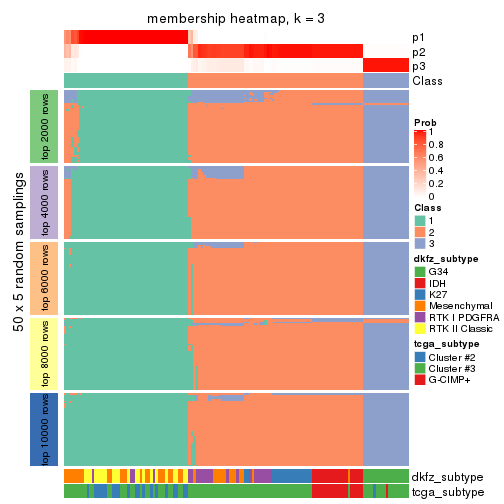 membership heatmap, k = 3
p1
p2
p3
Class
50 x 5 random samplings
top 2000 rows
top 4000 rows
top 6000 rows
top 8000 rows
top 10000 rows
Prob
1
0.8
0.6
0.4
0.2
0
Class
1
2
3
dkfz_subtype
G34
IDH
K27
Mesenchymal
RTK I PDGFRA
RTK II Classic
tcga_subtype
Cluster #2
Cluster #3
G-CIMP+
dkfz_subtype
tcga_subtype